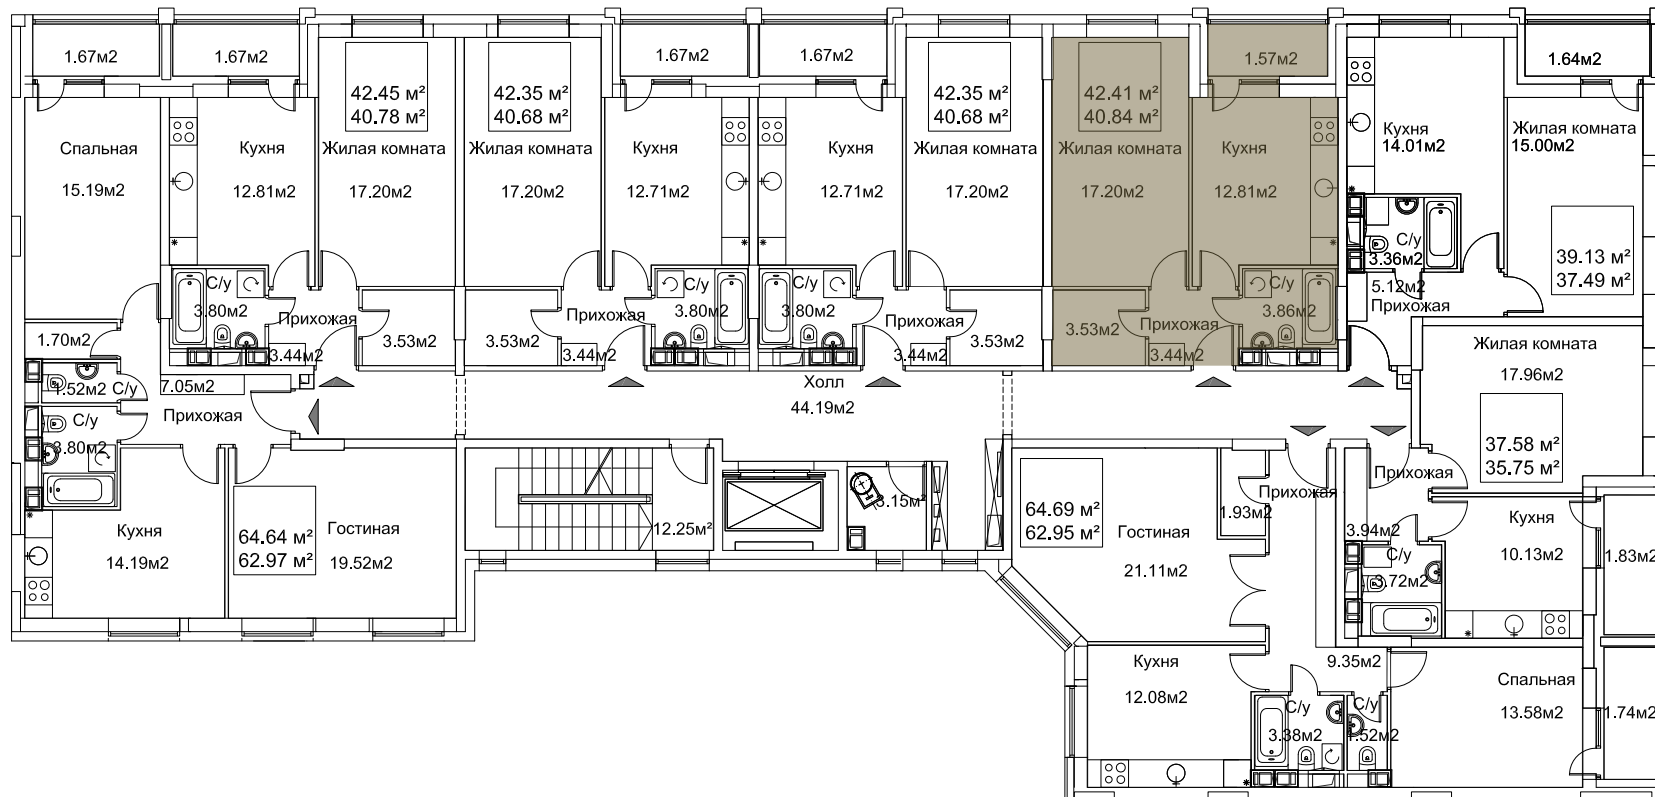 1.67м2
1.67м2
1.67м2
1.67м2
1.57м2
1.64м2
42.45 м²
40.78 м²
42.35 м²
40.68 м²
42.35 м²
40.68 м²
42.41 м²
40.84 м²
Спальная
15.19м2
Кухня
12.81м2
Жилая комната
17.20м2
Жилая комната
17.20м2
Кухня
12.71м2
Кухня
12.71м2
Жилая комната
17.20м2
Жилая комната
17.20м2
Кухня
12.81м2
Кухня
14.01м2
Жилая комната
15.00м2
39.13 м²
37.49 м²
С/у
3.36м2
5.12м2
Прихожая
С/у
3.80м2
Прихожая
3.44м2
3.53м2
3.53м2
Прихожая
3.44м2
С/у
3.80м2
С/у
3.80м2
Прихожая
3.44м2
3.53м2
3.53м2
Прихожая
3.44м2
С/у
3.86м2
1.70м2
1.52м2
С/у
7.05м2
Прихожая
С/у
3.80м2
Холл
44.19м2
Жилая комната
17.96м2
37.58 м²
35.75 м²
Кухня
14.19м2
64.64 м²
62.97 м²
Гостиная
19.52м2
12.25м²
3.15м²
64.69 м²
62.95 м²
Гостиная
21.11м2
1.93м2
Прихожая
Прихожая
3.94м2
С/у
3.72м2
Кухня
10.13м2
1.83м2
Кухня
12.08м2
9.35м2
С/у
3.38м2
С/у
1.52м2
Спальная
13.58м2
1.74м2